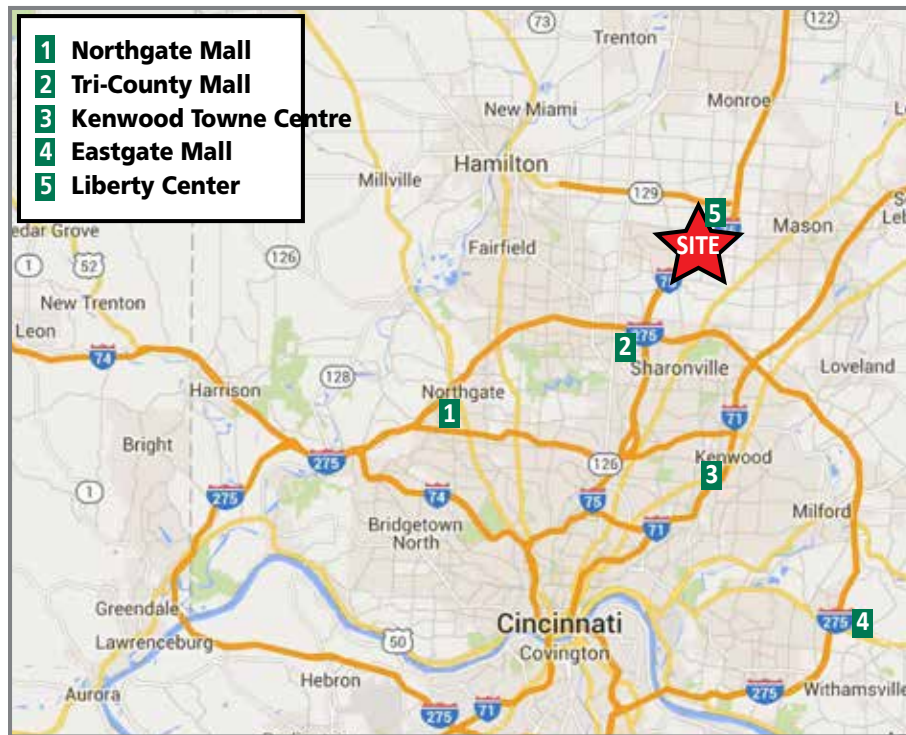 1 Northgate Mall
2 Tri-County Mall
3 Kenwood Towne Centre
4 Eastgate Mall
5 Liberty Center
73
122
Trenton
Monroe
New Miami
Hamilton
Millville
129
5
Mason
edar Grove
126
Fairfield
SITE
1
52
New Trenton
Leon
275
2
74
Sharonville
Loveland
128
Harrison
Northgate
1
71
Bright
126
Kenwood
275
3
1
275
74
75
Milford
Bridgetown
North
71
Greendale
Cincinnati
275
4
Lawrenceburg
50
Covington
Hebron
Aurora
275
Withamsville
275
71